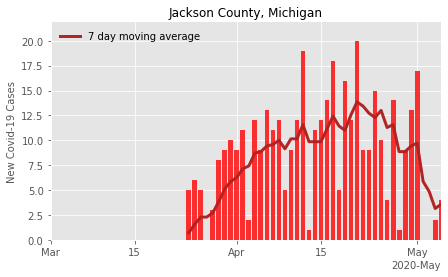 Jackson County, Michigan
7 day moving average
New Covid-19 Cases
20.0
17.5
15.0
12.5
10.0
7.5
5.0
2.5
0.0
Mar
15
Apr
15
May
2020-May